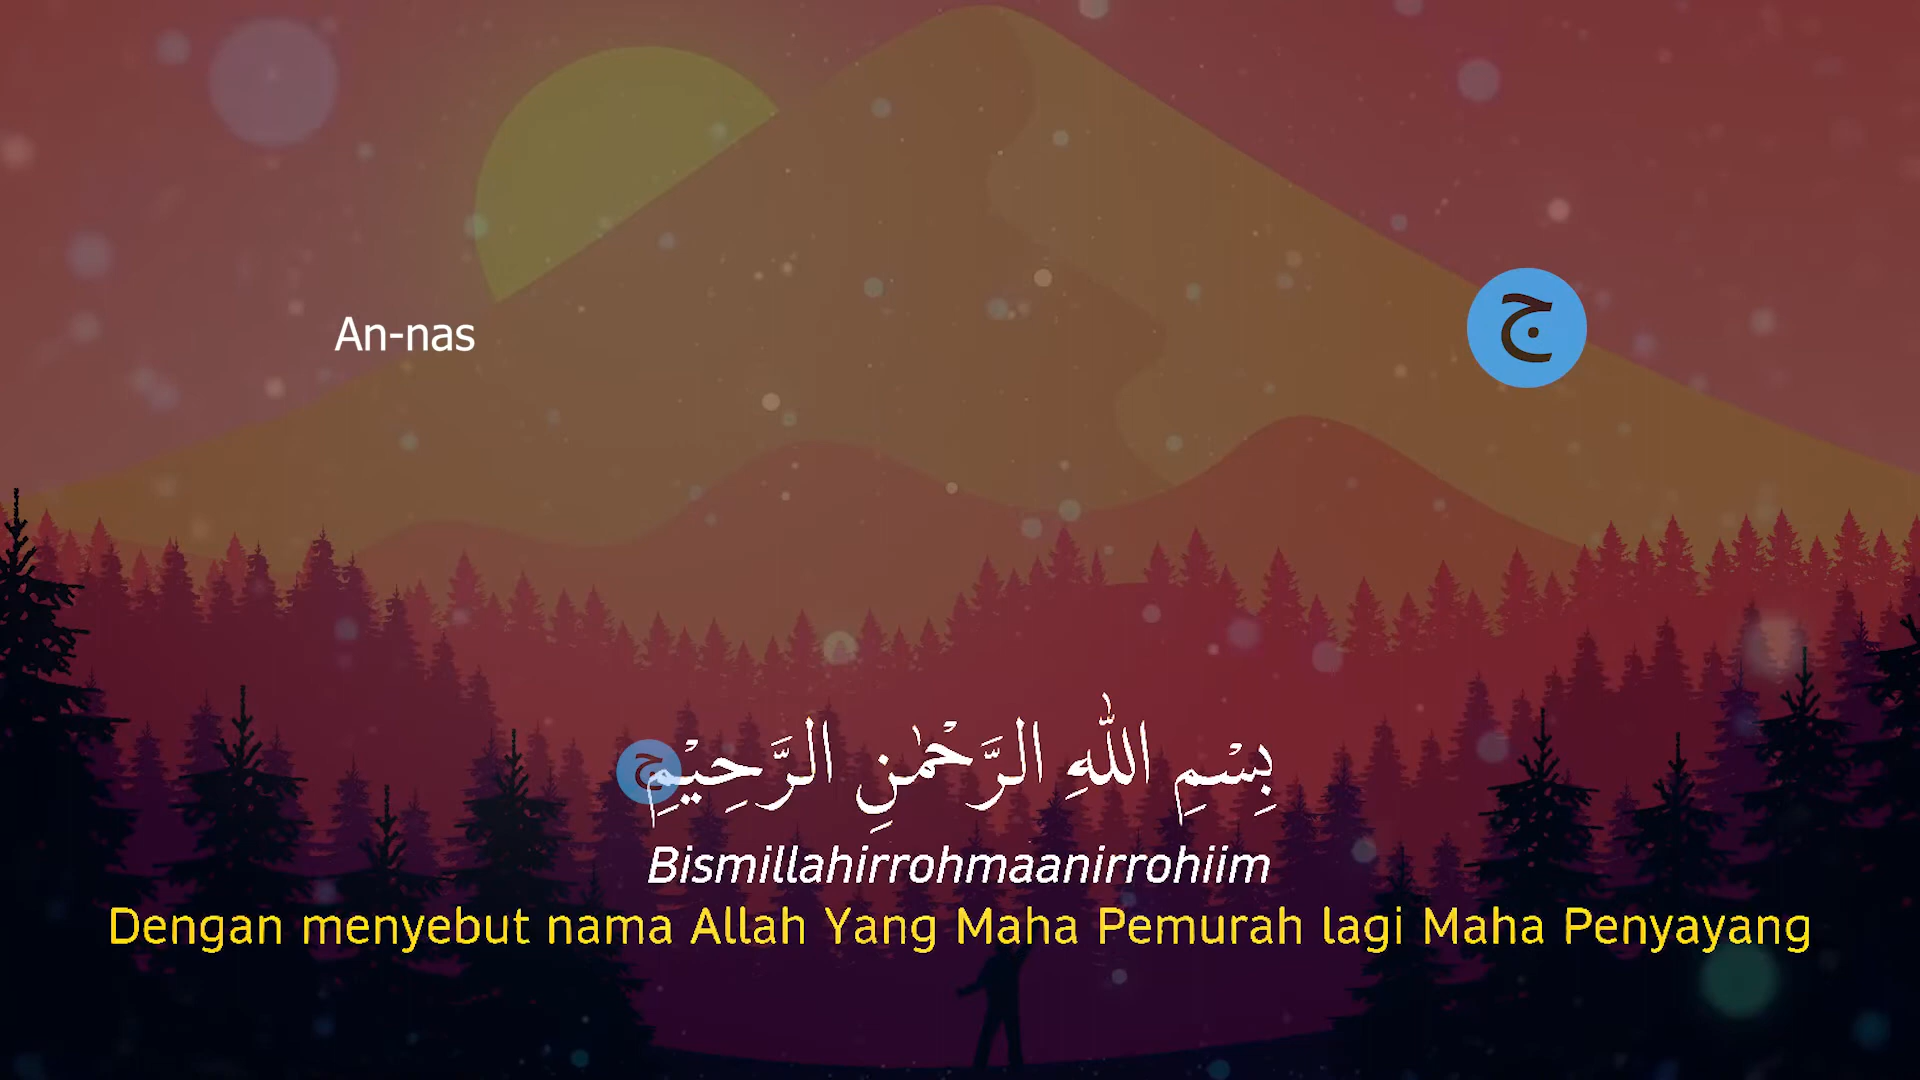 An-nas
ج
بِسْمِ اللّٰهِ الرَّحْمٰنِ الرَّحِيْمِ
ج
Bismillahirrohmaanirrohiim
Dengan menyebut nama Allah Yang Maha Pemurah lagi Maha Penyayang